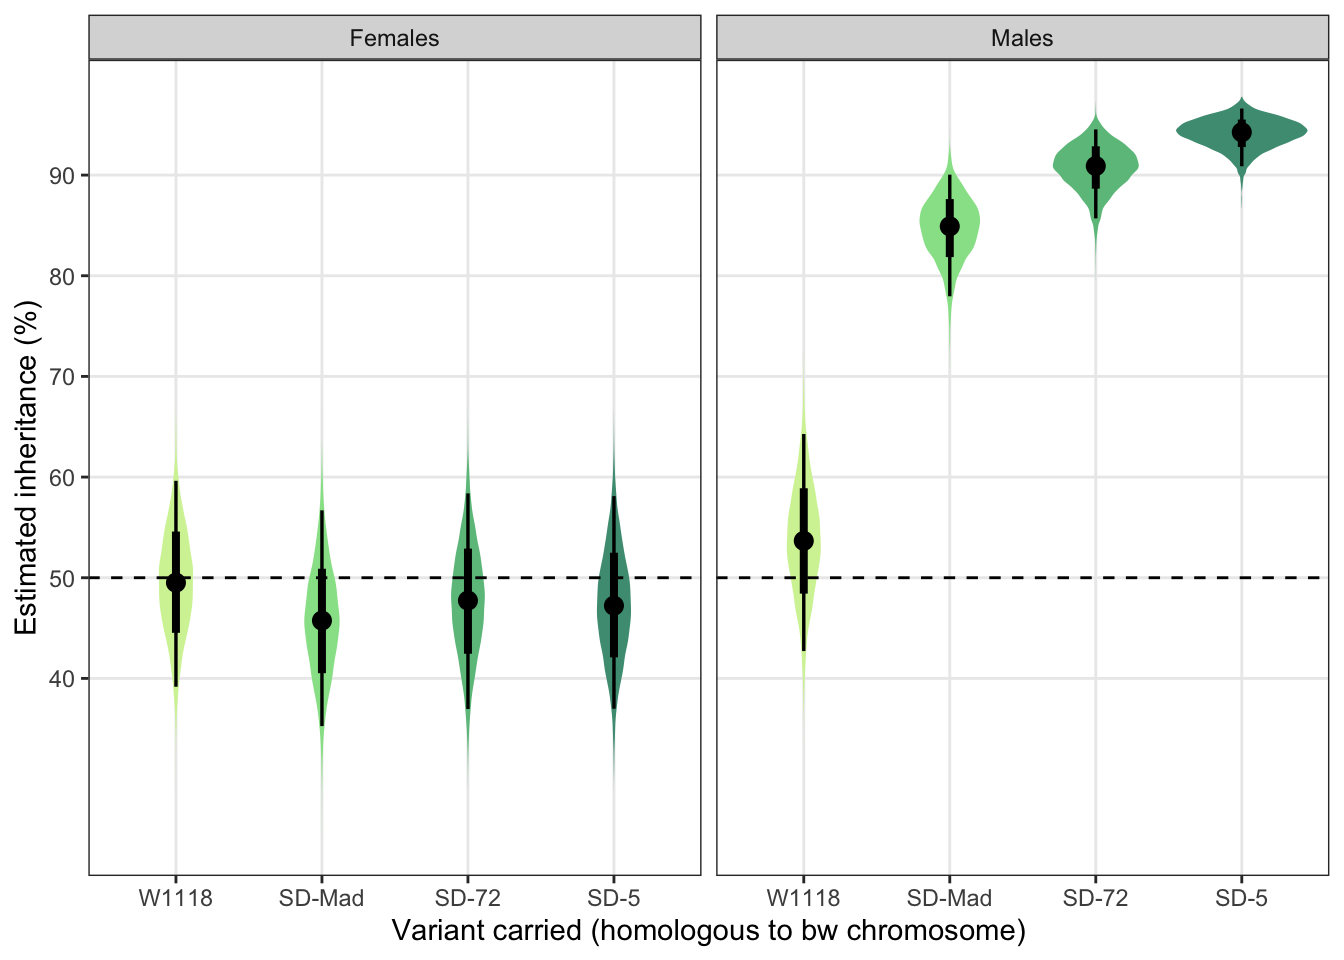 Females
Males
Estimated inheritance (%)
90
80
70
60
50
40
W1118
SD-Mad
SD-72
SD-5
W1118
SD-Mad
SD-72
SD-5
Variant carried (homologous to bw chromosome)